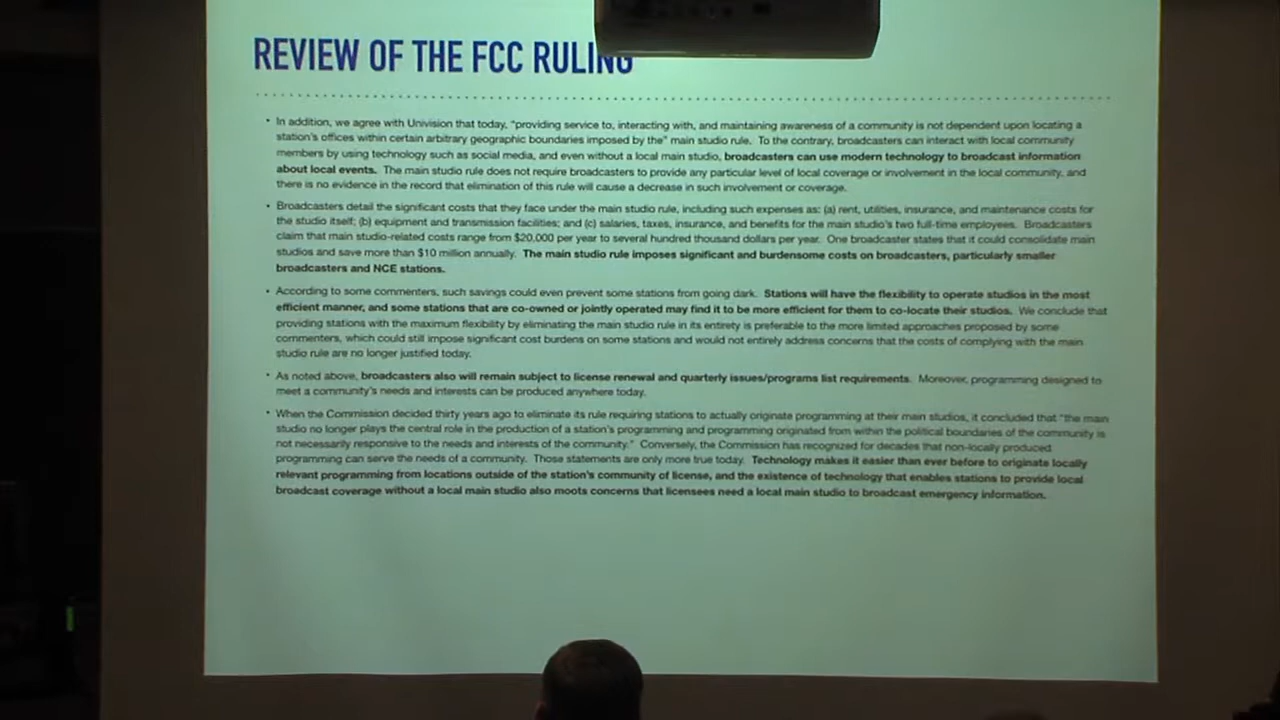 REVIEW OF THE FCC RULING
• In addition, we agree with Univision that today, "providing service to, interacting with, and maintaining awareness of a community is not dependent upon locating a
station's offices within certain arbitrary geographic boundaries imposed by the" main studio rule. To the contrary, broadcasters can interact with local community
members by using technology such as social media, and even without a local main studio, broadcasters can use modern technology to broadcast information
about local events. The main studio rule does not require broadcasters to provide any particular level of local coverage or involvement in the local community, and
there is no evidence in the record that elimination of this rule will cause a decrease in such involvement or coverage.
• Broadcasters detail the significant costs that they face under the main studio rule, including such expenses as: (a) rent, utilities, insurance, and maintenance costs for
the studio itself; (b) equipment and transmission facilities; and (c) salaries, taxes, insurance, and benefits for the main studio's two full-time employees. Broadcasters
claim that main studio-related costs range from $20,000 per year to several hundred thousand dollars per year. One broadcaster states that it could consolidate main
studios and save more than $10 million annually. The main studio rule imposes significant and burdensome costs on broadcasters, particularly smaller
broadcasters and NCE stations.
• According to some commenters, such savings could even prevent some stations from going dark. Stations will have the flexibility to operate studios in the most
efficient manner, and some stations that are co-owned or jointly operated may find it to be more efficient for them to co-locate their studios. We conclude that
providing stations with the maximum flexibility by eliminating the main studio rule in its entirety is preferable to the more limited approaches proposed by some
commenters, which could still impose significant cost burdens on some stations and would not entirely address concerns that the costs of complying with the main
studio rule are no longer justified today.
• As noted above, broadcasters also will remain subject to license renewal and quarterly issues/programs list requirements. Moreover, programming designed to
meet a community's needs and interests can be produced anywhere today.
• When the Commission decided thirty years ago to eliminate its rule requiring stations to actually originate programming at their main studios, it concluded that "the main
studio no longer plays the central role in the production of a station's programming and programming originated from within the political boundaries of the community is
not necessarily responsive to the needs and interests of the community." Conversely, the Commission has recognized for decades that non-locally produced
programming can serve the needs of a community. Those statements are only more true today. Technology makes it easier than ever before to originate locally
relevant programming from locations outside of the station's community of license, and the existence of technology that enables stations to provide local
broadcast coverage without a local main studio also moots concerns that licensees need a local main studio to broadcast emergency information.